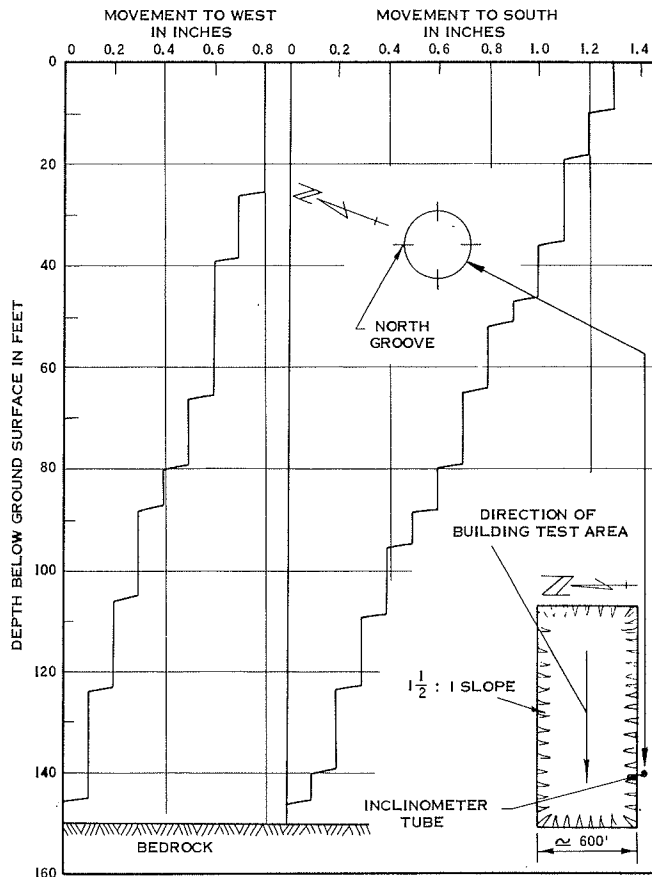 MOVEMENT TO WEST
IN INCHES
MOVEMENT TO SOUTH
IN INCHES
0 0.2 0.4 0.6 0.8 0.2 0.4 0.6 0.8 1.0 1.2 1.4
0
20
40
60
80
100
120
140
160
DEPTH BELOW GROUND SURFACE IN FEET
N
NORTH
GROOVE
DIRECTION OF
BUILDING TEST AREA
N
1 1/2 : 1 SLOPE
INCLINOMETER
TUBE
≃ 600'
BEDROCK